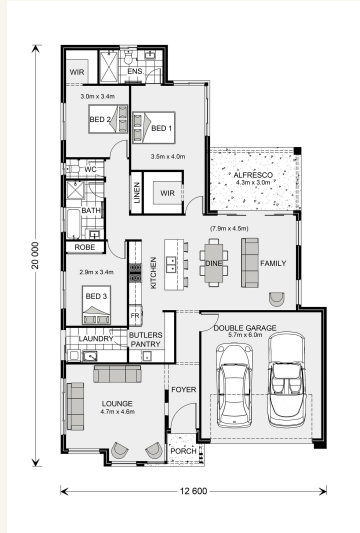 ENS.
WIR
3.0m x 3.4m
BED 2
BED 1
3.5m x 4.0m
WC
LINEN
WIR
ALFRESCO
4.3m x 3.0m
BATH
(7.9m x 4.5m)
ROBE
KITCHEN
DINE
FAMILY
20 000
2.9m x 3.4m
BED 3
FR
DOUBLE GARAGE
5.7m x 6.0m
LAUNDRY
BUTLERS
PANTRY
FOYER
LOUNGE
4.7m x 4.6m
PORCH
12 600